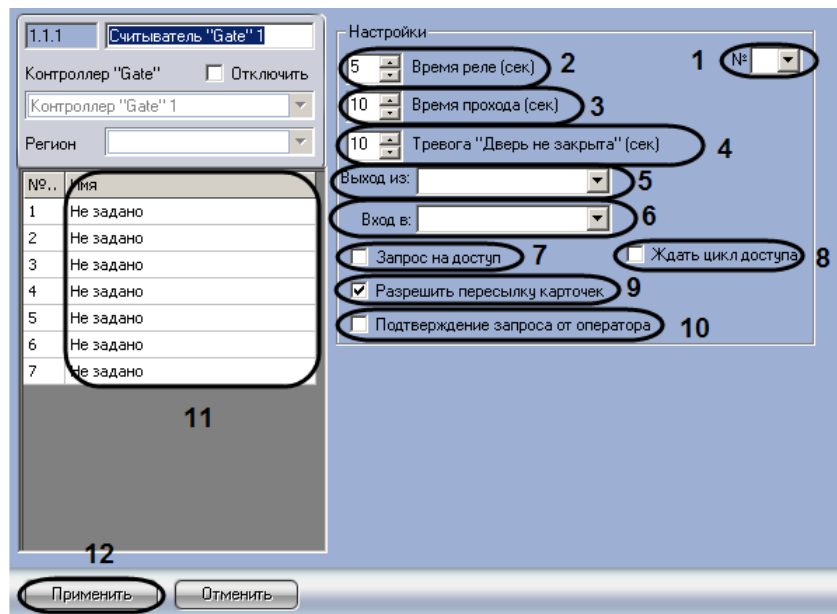 1.1.1 Считыватель "Gate" 1
Контроллер "Gate" Отключить
Контроллер "Gate" 1
Регион
№.. Имя
1 Не задано
2 Не задано
3 Не задано
4 Не задано
5 Не задано
6 Не задано
7 Не задано
11
Настройки
5 Время реле (сек) 2
1 №
10 Время прохода (сек) 3
10 Тревога "Дверь не закрыта" (сек) 4
Выход из: 5
Вход в: 6
Запрос на доступ 7
Ждать цикл доступа 8
Разрешить пересылку карточек 9
Подтверждение запроса от оператора 10
12
Применить Отменить